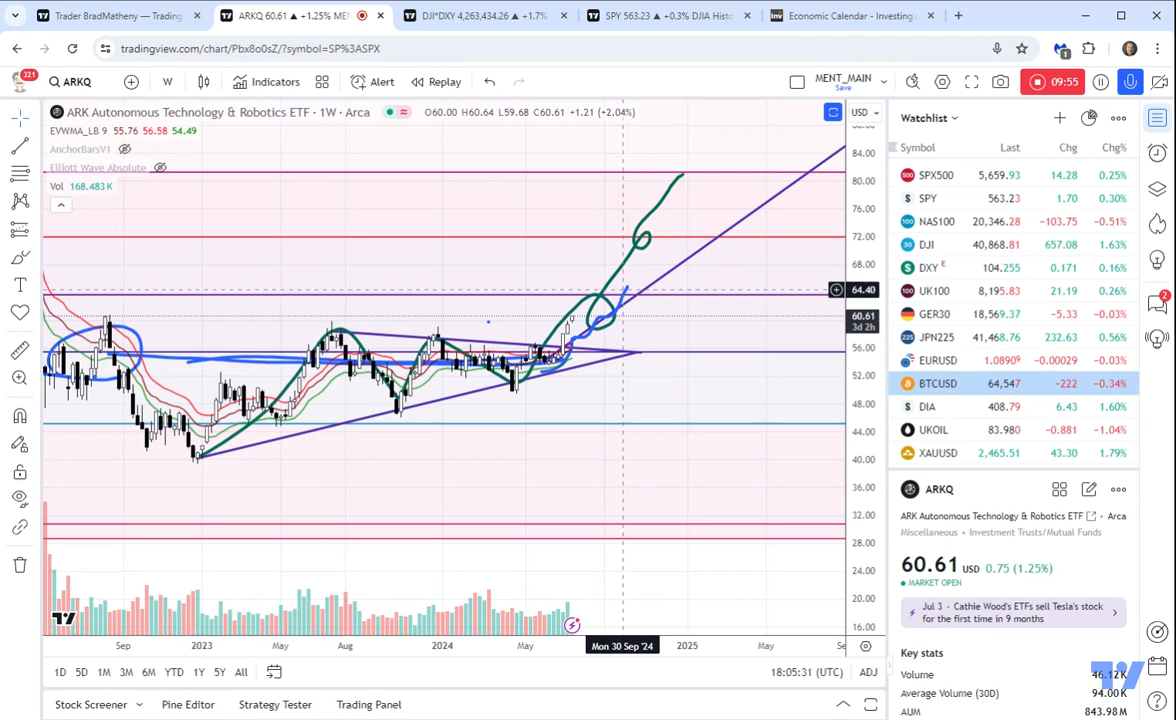 Trader BradMatheny — Trading
ARKQ 60.61 ▲ +1.25% MEN
DJI*DXY 4,263,434.26 ▲ +1.7%
SPY 563.23 ▲ +0.3% DJIA Hist
Economic Calendar - Investing.
tradingview.com/chart/Pbx8o0sZ/?symbol=SP%3ASPX
1
321
ARKQ
W
Indicators
Alert
Replay
MENT_MAIN
Save
09:55
ARK Autonomous Technology & Robotics ETF · 1W · Arca
O60.00 H60.64 L59.68 C60.61 +1.21 (+2.04%)
USD
EVWMA_LB 9 55.76 56.58 54.49
AnchorBarsV1
Elliott Wave Absolute
Vol 168.483 K
88.00
84.00
80.00
76.00
72.00
68.00
64.40
60.61
3d 2h
56.00
52.00
48.00
44.00
40.00
36.00
32.00
28.00
24.00
20.00
16.00
Sep
2023
May
Aug
2024
May
Mon 30 Sep '24
2025
May
Se
1D 5D 1M 3M 6M YTD 1Y 5Y All
18:05:31 (UTC)
ADJ
Stock Screener
Pine Editor
Strategy Tester
Trading Panel
Watchlist
Symbol Last Chg Chg%
SPX500 5,659.93 14.28 0.25%
SPY 563.23 1.70 0.30%
NAS100 20,346.28 −103.75 −0.51%
DJI 40,868.81 657.08 1.63%
DXY E 104.255 0.171 0.16%
UK100 8,195.83 21.19 0.26%
GER30 18,569.37 −5.33 −0.03%
JPN225 41,468.76 232.63 0.56%
EURUSD 1.08909 −0.00029 −0.03%
BTCUSD 64,547 −222 −0.34%
DIA 408.79 6.43 1.60%
UKOIL 83.980 −0.881 −1.04%
XAUUSD 2,465.51 43.30 1.79%
ARKQ
ARK Autonomous Technology & Robotics ETF · Arca
Miscellaneous · Investment Trusts/Mutual Funds
60.61 USD 0.75 (1.25%)
MARKET OPEN
Jul 3 · Cathie Wood's ETFs sell Tesla's stock
for the first time in 9 months
Key stats
Volume 46.12K
Average Volume (30D) 94.00K
AUM 843.98M
2